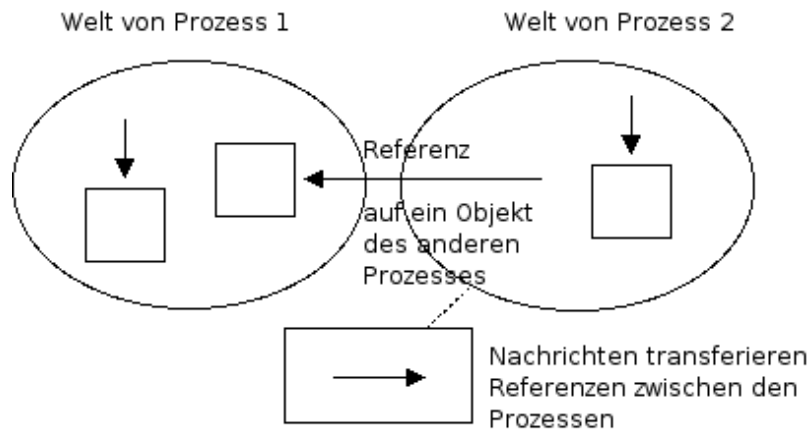 Welt von Prozess 1
Welt von Prozess 2
Referenz
auf ein Objekt
des anderen
Prozesses
Nachrichten transferieren
Referenzen zwischen den
Prozessen